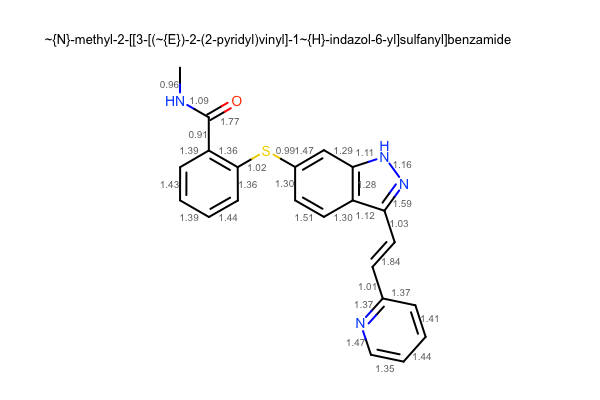 ~{N}-methyl-2-[[3-[(~{E})-2-(2-pyridyl)vinyl]-1~{H}-indazol-6-yl]sulfanyl]benzamide
0.96
HN 1.09 O
1.77
0.91
1.39 1.36 S 0.99 1.47 1.29 1.11 H N
1.02 1.16
1.43 1.36 1.30 1.28 N
1.59
1.39 1.44 1.51 1.30 1.12
1.03
1.84
1.01 1.37
1.37
N 1.41
1.47 1.44
1.35